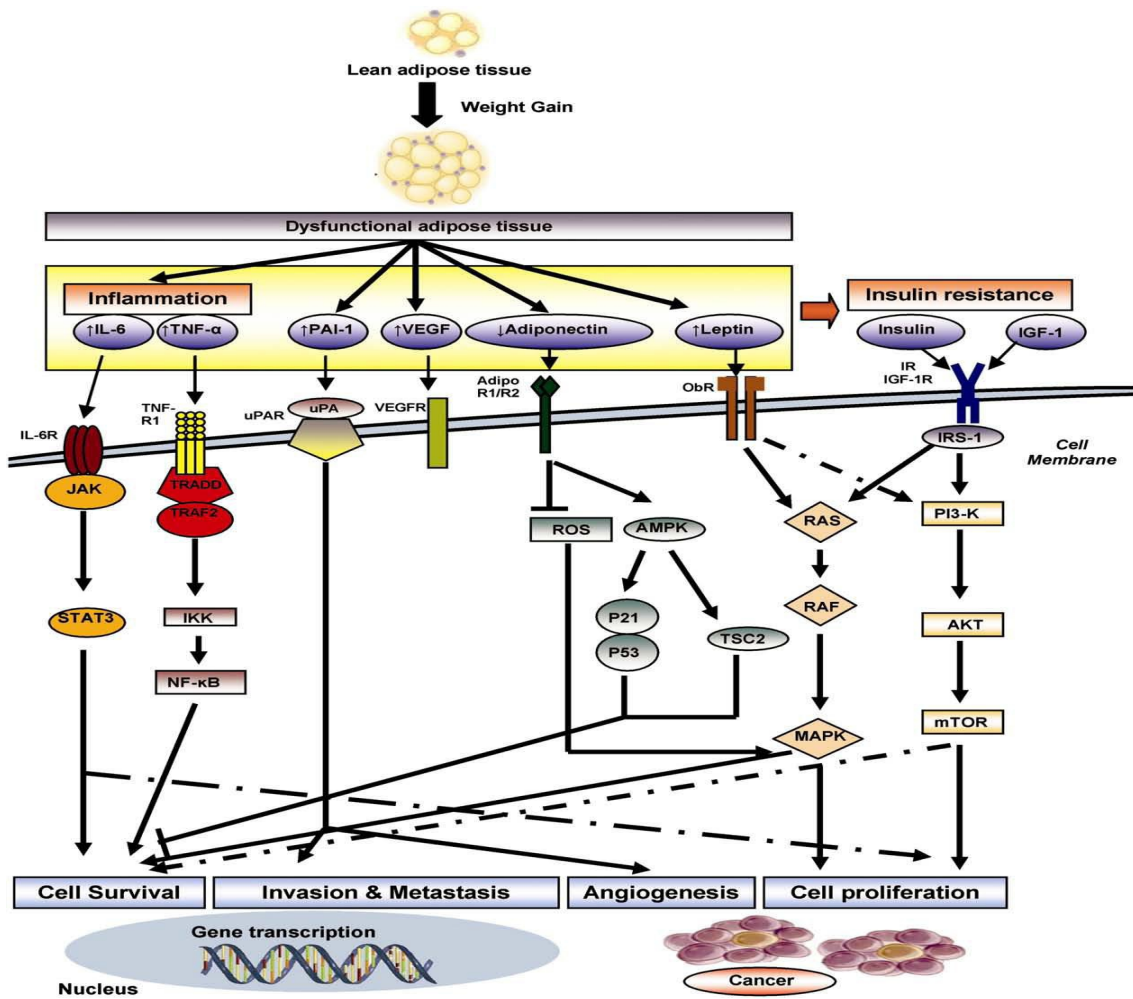 Lean adipose tissue
Weight Gain
Dysfunctional adipose tissue
Inflammation
Insulin resistance
↑IL-6
↑TNF-α
↑PAI-1
↑VEGF
↓Adiponectin
↑Leptin
Insulin
IGF-1
IL-6R
TNF-
R1
uPAR
uPA
VEGFR
Adipo
R1/R2
ObR
IR
IGF-1R
IRS-1
Cell
Membrane
JAK
TRADD
TRAF2
ROS
AMPK
RAS
PI3-K
STAT3
IKK
P21
P53
TSC2
RAF
AKT
NF-κB
MAPK
mTOR
Cell Survival
Invasion & Metastasis
Angiogenesis
Cell proliferation
Gene transcription
Nucleus
Cancer